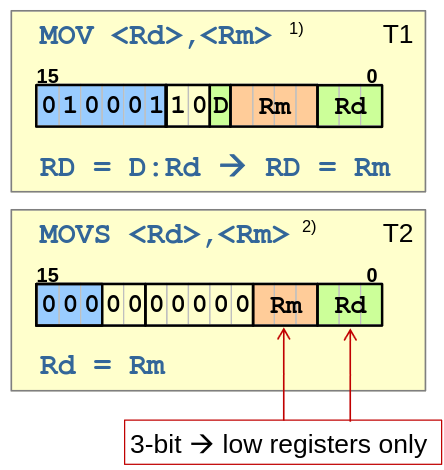 MOV <Rd>,<Rm> 1) T1
15 0
0 1 0 0 0 1 1 0 D Rm Rd
RD = D:Rd → RD = Rm
MOVS <Rd>,<Rm> 2) T2
15 0
0 0 0 0 0 0 0 0 0 0 Rm Rd
Rd = Rm
3-bit → low registers only